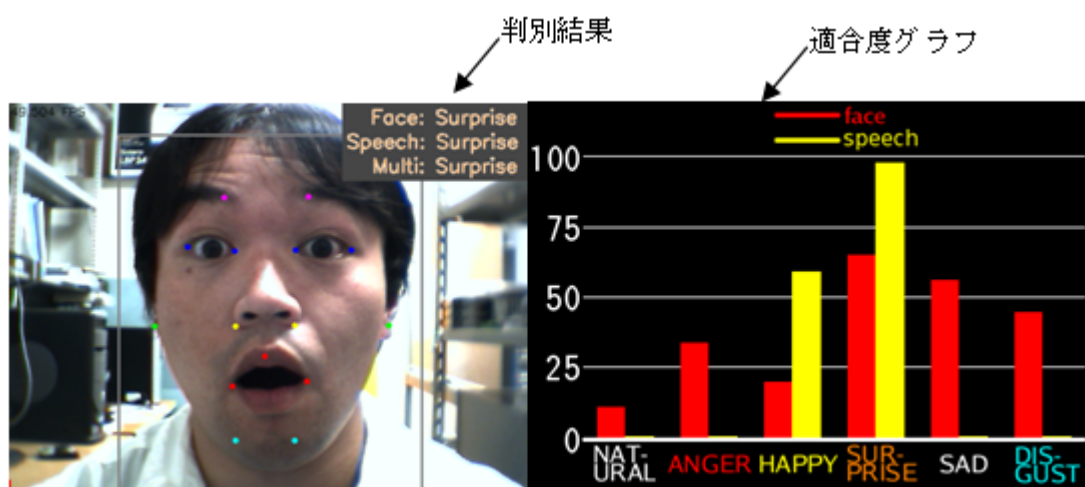 判別結果
適合度グラフ
Face: Surprise
Speech: Surprise
Multi: Surprise
face
speech
100
75
50
25
0
NAT-
URAL
ANGER
HAPPY
SUR-
PRISE
SAD
DIS-
GUST